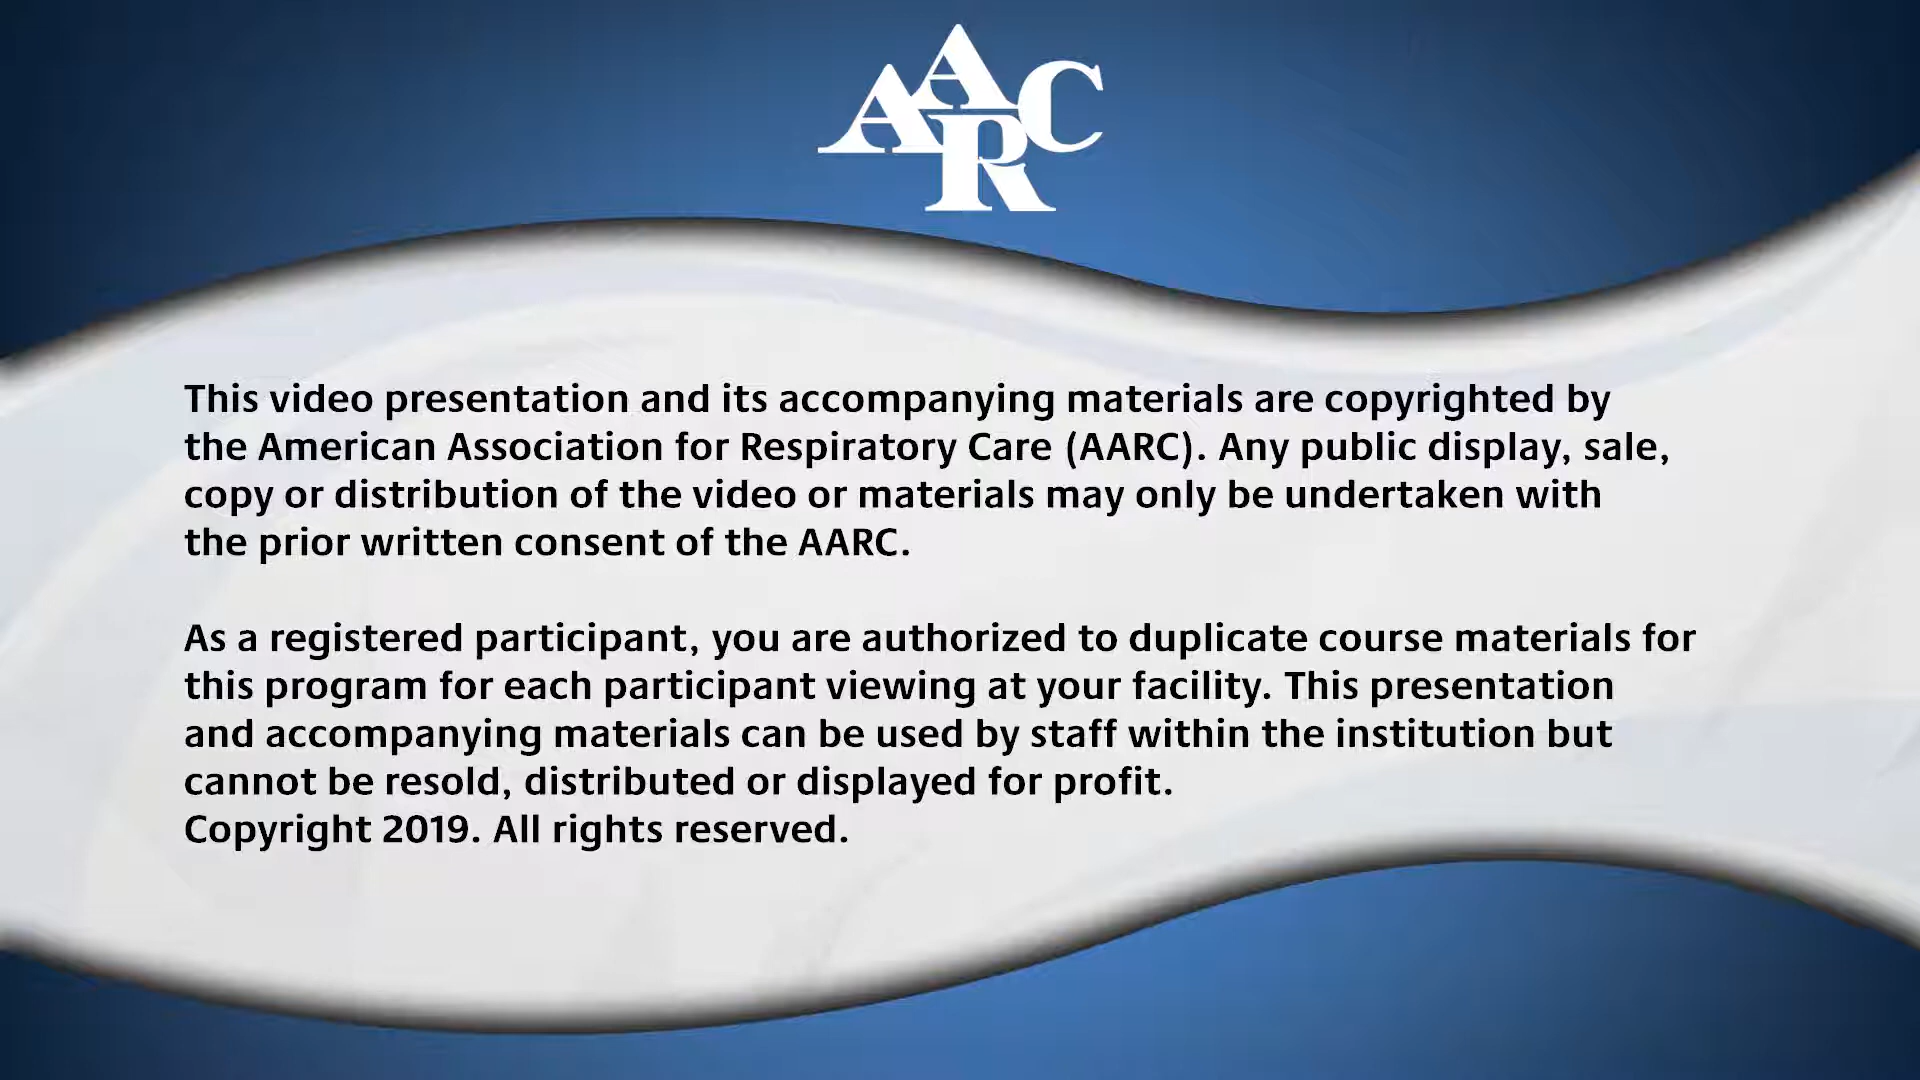 AARC
This video presentation and its accompanying materials are copyrighted by
the American Association for Respiratory Care (AARC). Any public display, sale,
copy or distribution of the video or materials may only be undertaken with
the prior written consent of the AARC.
As a registered participant, you are authorized to duplicate course materials for
this program for each participant viewing at your facility. This presentation
and accompanying materials can be used by staff within the institution but
cannot be resold, distributed or displayed for profit.
Copyright 2019. All rights reserved.